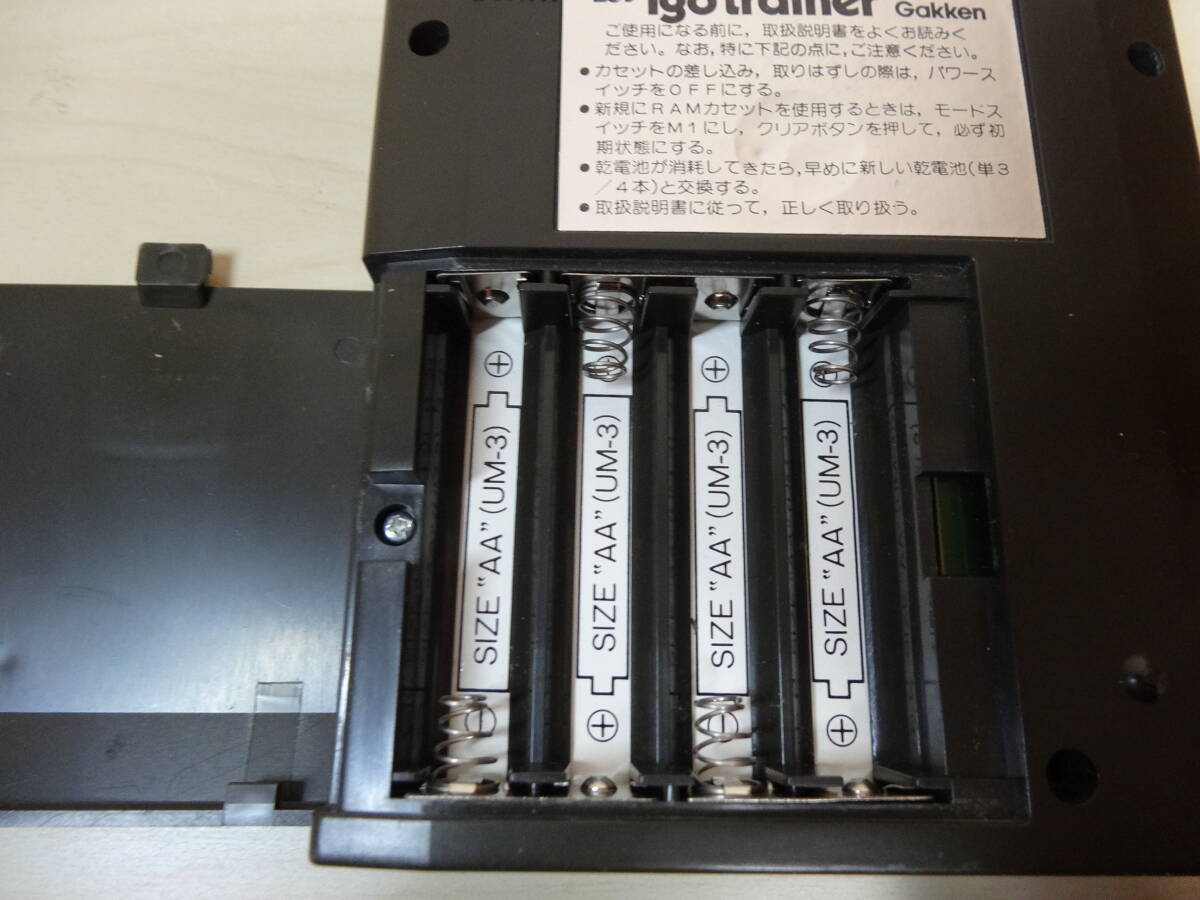 igotrainer Gakken
ご使用になる前に，取扱説明書をよくお読みく
ださい。なお，特に下記の点に，ご注意ください。
●カセットの差し込み，取りはずしの際は，パワース
イッチをＯＦＦにする。
●新規にＲＡＭカセットを使用するときは，モードス
イッチをＭ１にし，クリアボタンを押して，必ず初
期状態にする。
●乾電池が消耗してきたら，早めに新しい乾電池（単３
／４本）と交換する。
●取扱説明書に従って，正しく取り扱う。
SIZE "AA" (UM-3)
SIZE "AA" (UM-3)
SIZE "AA" (UM-3)
SIZE "AA" (UM-3)